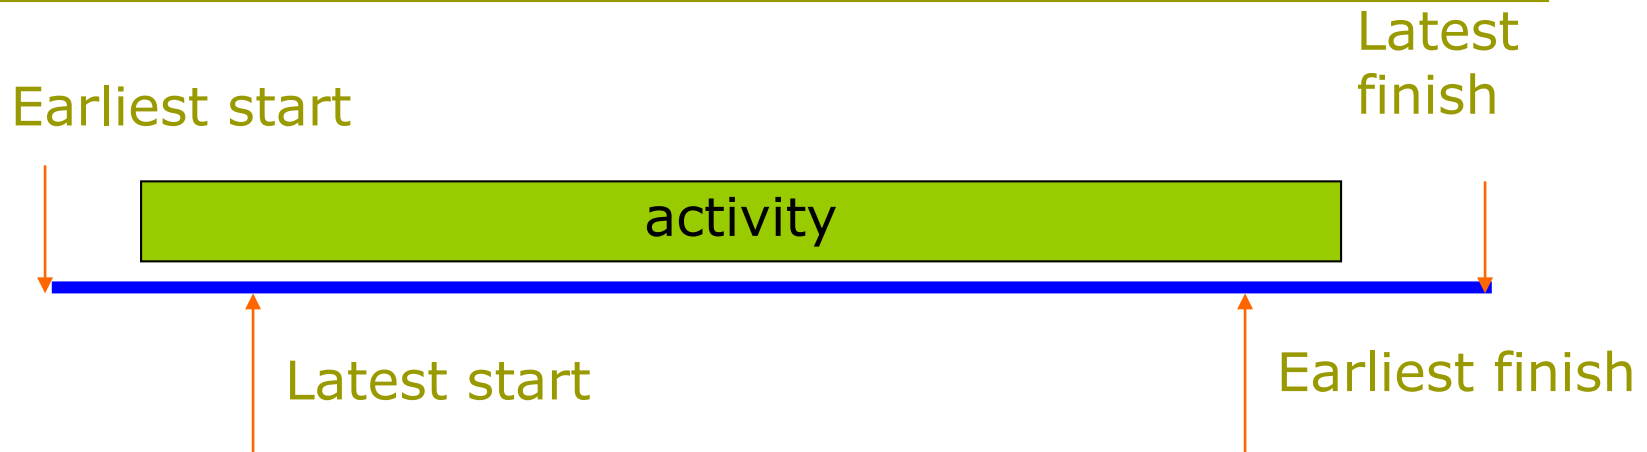 Latest
finish
Earliest start
activity
Latest start
Earliest finish